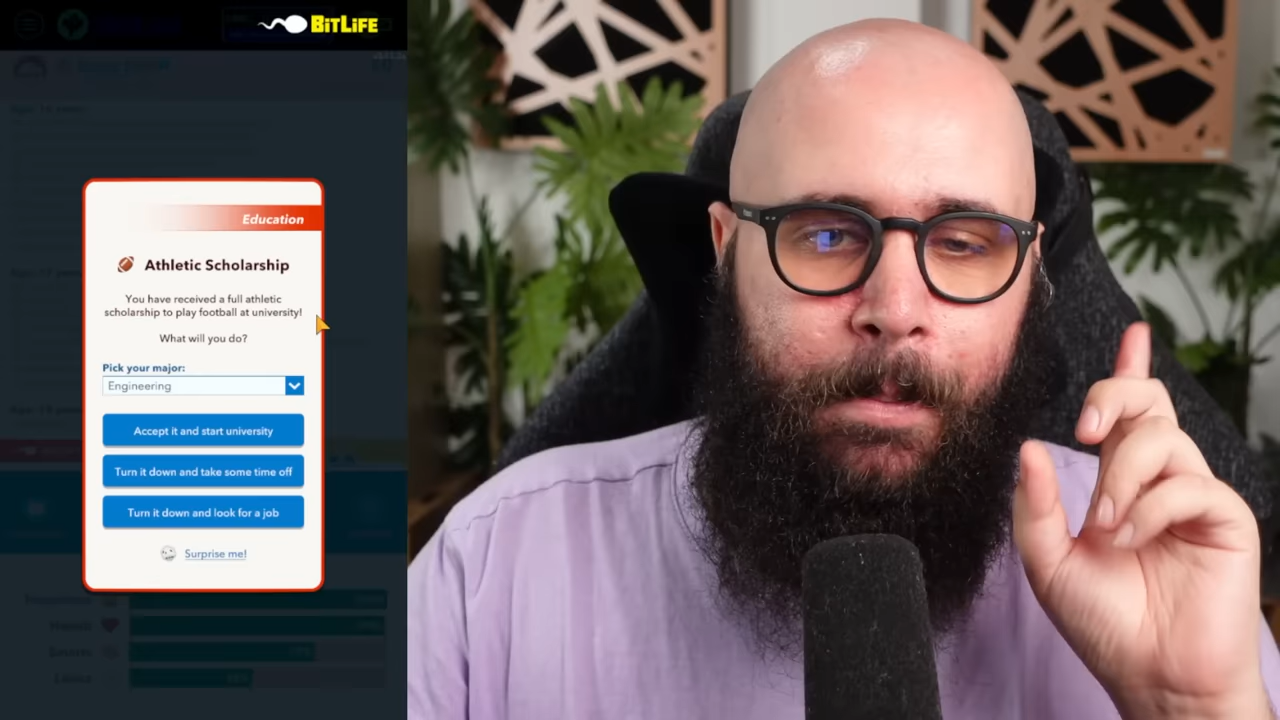 BITLIFE
Education
Athletic Scholarship
You have received a full athletic
scholarship to play football at university!
What will you do?
Pick your major:
Engineering
Accept it and start university
Turn it down and take some time off
Turn it down and look for a job
Surprise me!